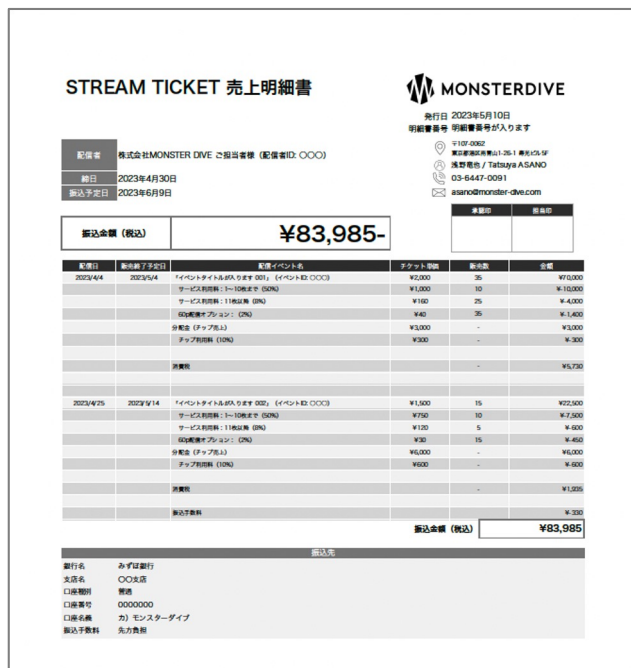 STREAM TICKET 売上明細書
MONSTERDIVE
発行日 2023年5月10日
明細書番号 明細書番号が入ります
〒107-0062
東京都港区南青山1-26-1 寿光ビル5F
浅野竜也 / Tatsuya ASANO
03-6447-0091
asano@monster-dive.com
配信者 株式会社MONSTER DIVE ご担当者様（配信者ID: 〇〇〇）
締日 2023年4月30日
振込予定日 2023年6月9日
承認印 担当印
振込金額（税込） ¥83,985-
配信日 販売終了予定日 配信イベント名 チケット単価 販売数 金額
2023/4/4 2023/5/4 「イベントタイトルが入ります 001」（イベントID: 〇〇〇） ¥2,000 35 ¥70,000
サービス利用料：1〜10枚まで（50%） ¥1,000 10 ¥-10,000
サービス利用料：11枚以降（8%） ¥160 25 ¥-4,000
60p配信オプション：（2%） ¥40 35 ¥-1,400
分配金（チップ売上） ¥3,000 - ¥3,000
チップ利用料（10%） ¥300 - ¥-300
消費税 - ¥5,730
2023/4/25 2023/5/14 「イベントタイトルが入ります 002」（イベントID: 〇〇〇） ¥1,500 15 ¥22,500
サービス利用料：1〜10枚まで（50%） ¥750 10 ¥-7,500
サービス利用料：11枚以降（8%） ¥120 5 ¥-600
60p配信オプション：（2%） ¥30 15 ¥-450
分配金（チップ売上） ¥6,000 - ¥6,000
チップ利用料（10%） ¥600 - ¥-600
消費税 - ¥1,935
振込手数料 ¥-330
振込金額（税込） ¥83,985
振込先
銀行名 みずほ銀行
支店名 〇〇支店
口座種別 普通
口座番号 0000000
口座名義 カ）モンスターダイブ
振込手数料 先方負担